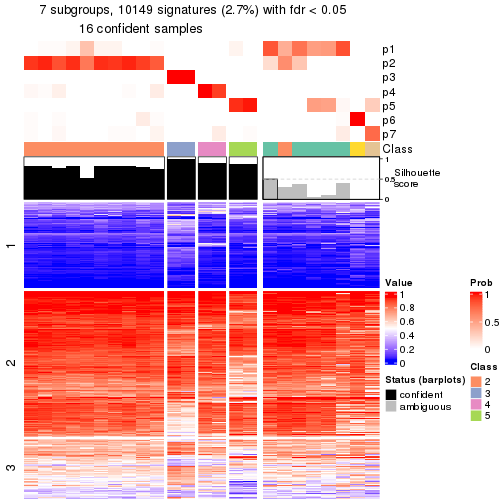 7 subgroups, 10149 signatures (2.7%) with fdr < 0.05
16 confident samples
p1
p2
p3
p4
p5
p6
p7
Class
1
0.5
0
Silhouette
score
1
2
3
Value
1
0.8
0.6
0.4
0.2
0
Prob
1
0.5
0
Status (barplots)
confident
ambiguous
Class
2
3
4
5